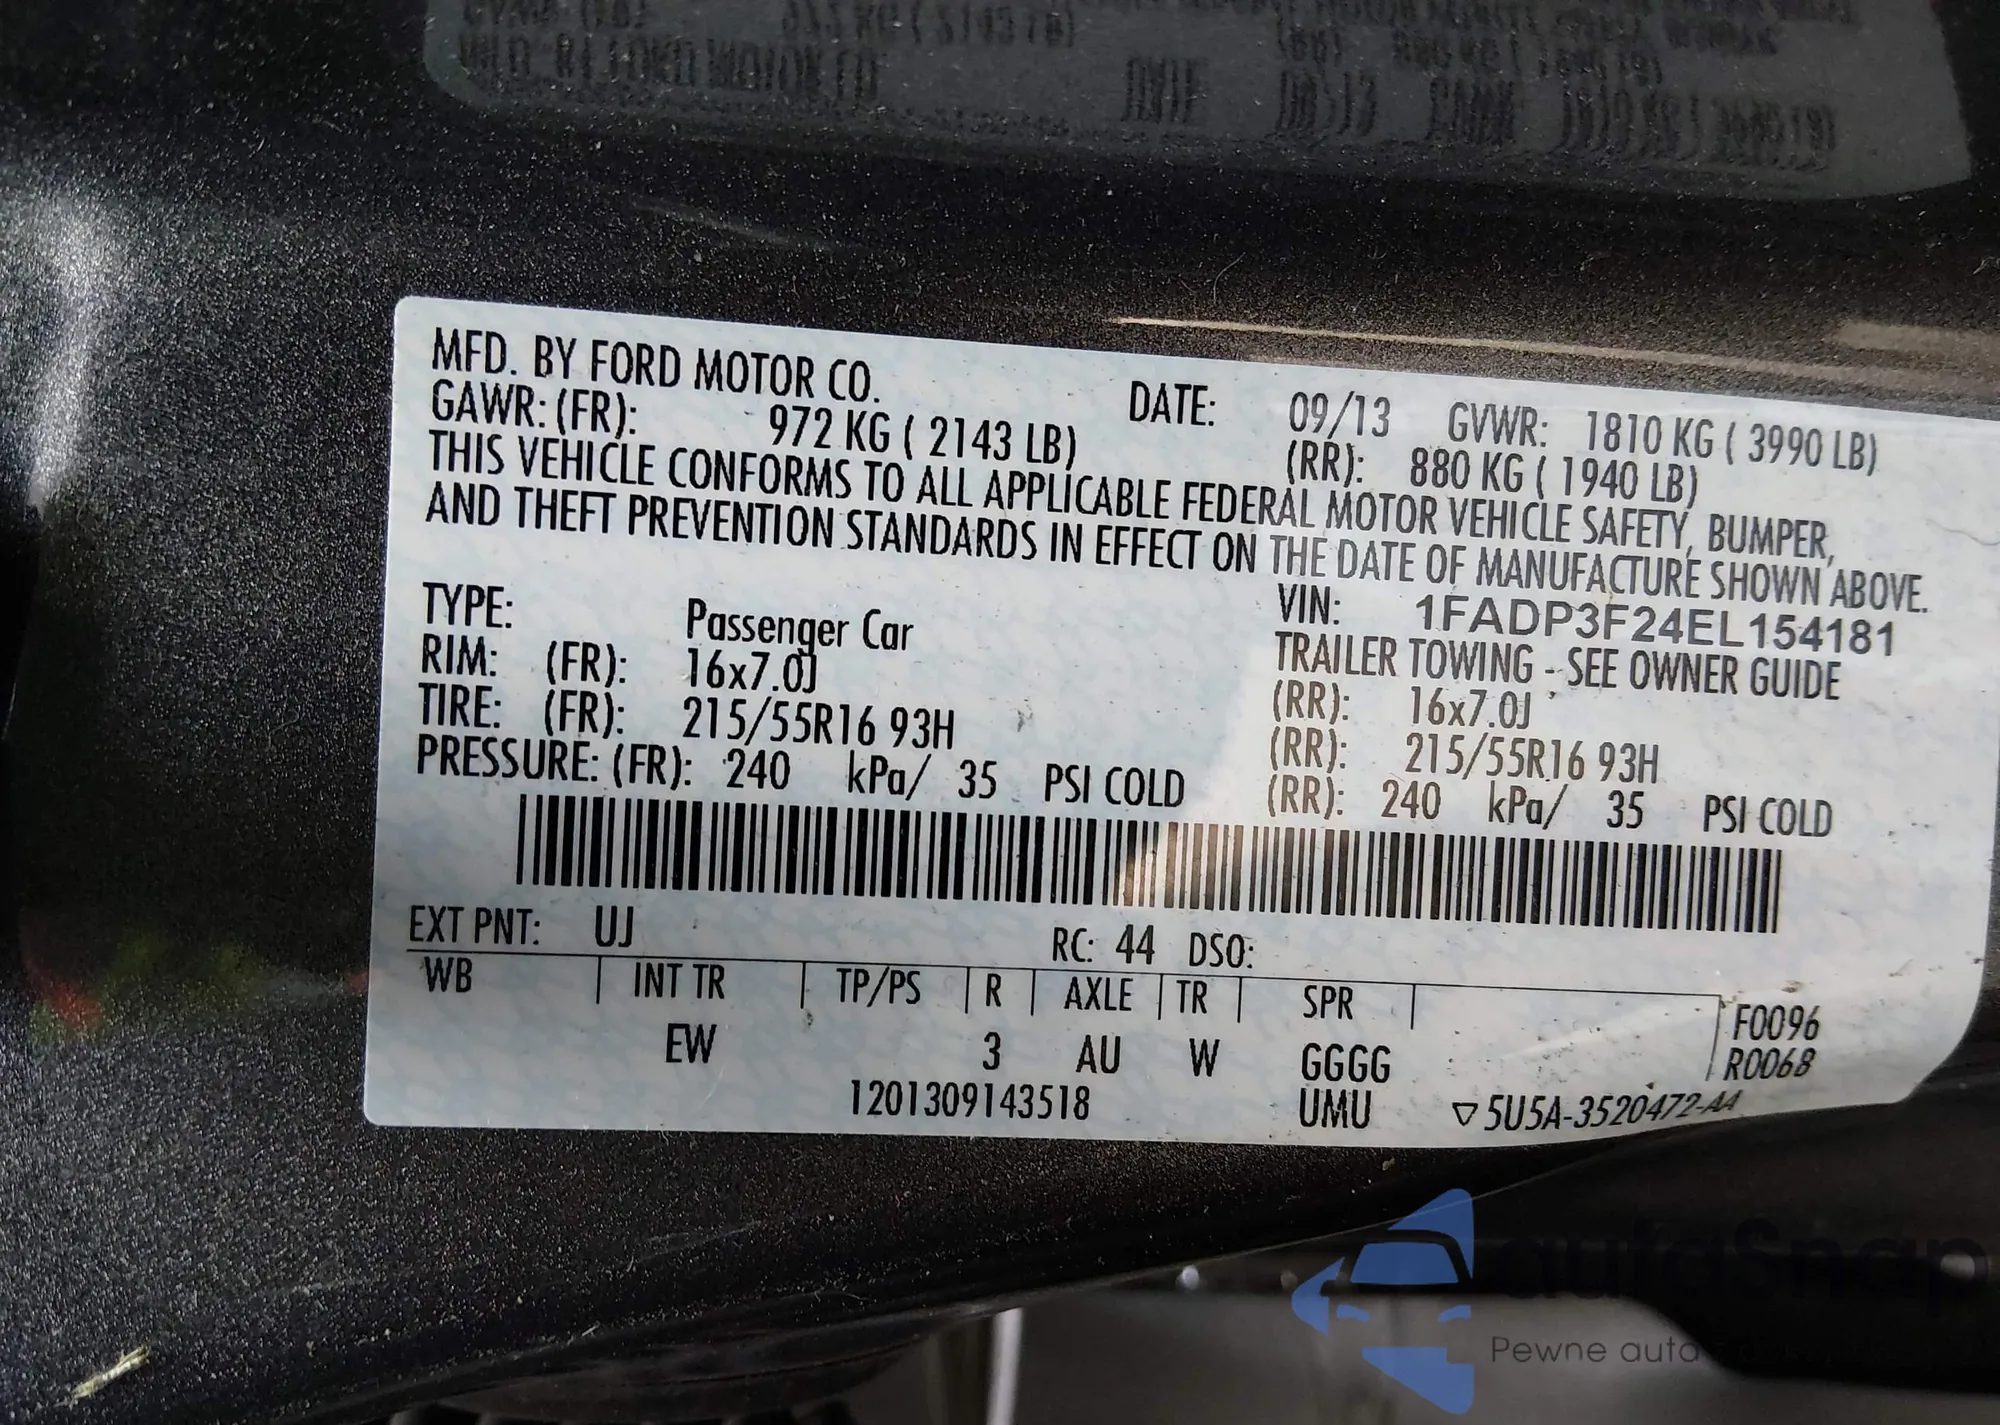 MFD. BY FORD MOTOR CO. DATE: 09/13 GVWR: 1810 KG ( 3990 LB)
GAWR: (FR): 972 KG ( 2143 LB) (RR): 880 KG ( 1940 LB)
THIS VEHICLE CONFORMS TO ALL APPLICABLE FEDERAL MOTOR VEHICLE SAFETY, BUMPER,
AND THEFT PREVENTION STANDARDS IN EFFECT ON THE DATE OF MANUFACTURE SHOWN ABOVE.
TYPE: Passenger Car VIN: 1FADP3F24EL154181
TRAILER TOWING - SEE OWNER GUIDE
RIM: (FR): 16x7.0J (RR): 16x7.0J
TIRE: (FR): 215/55R16 93H (RR): 215/55R16 93H
PRESSURE: (FR): 240 kPa/ 35 PSI COLD (RR): 240 kPa/ 35 PSI COLD
EXT PNT: UJ RC: 44 DSO:
WB INT TR TP/PS R AXLE TR SPR F0096
EW 3 AU W GGGG R0068
1201309143518 UMU ▽5U5A-3520472-AA
autosnap
Pewne auta